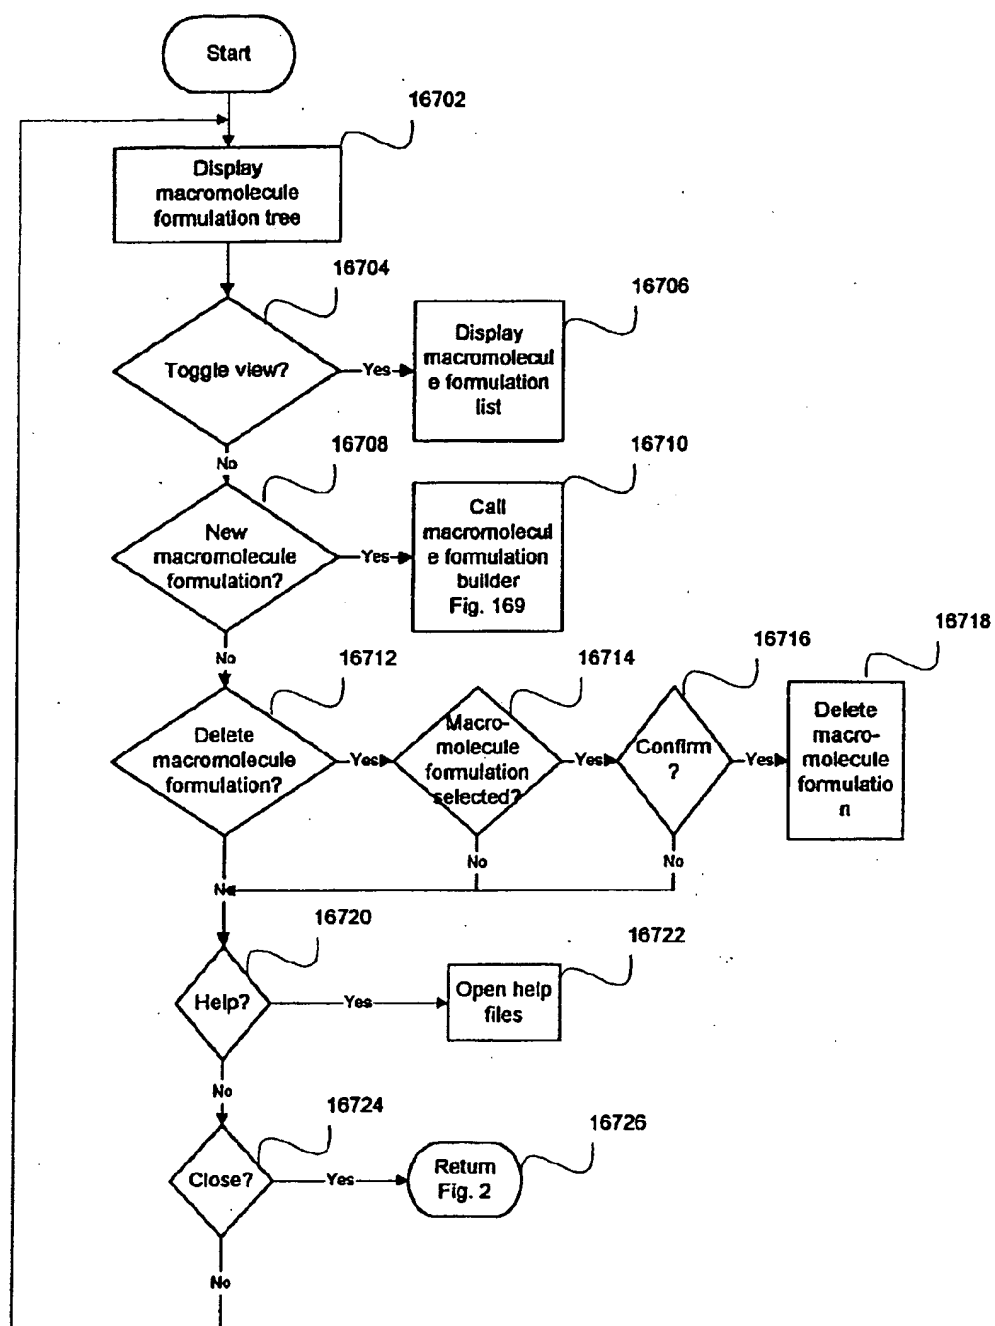 Start
16702
Display
macromolecule
formulation tree
16704
Toggle view?
Yes
16706
Display
macromolecul
e formulation
list
No
16708
New
macromolecule
formulation?
Yes
16710
Call
macromolecul
e formulation
builder
Fig. 169
No
16712
Delete
macromolecule
formulation?
Yes
16714
Macro-
molecule
formulation
selected?
Yes
16716
Confirm
?
Yes
16718
Delete
macro-
molecule
formulatio
n
No
No
No
16720
Help?
Yes
16722
Open help
files
No
16724
Close?
Yes
16726
Return
Fig. 2
No